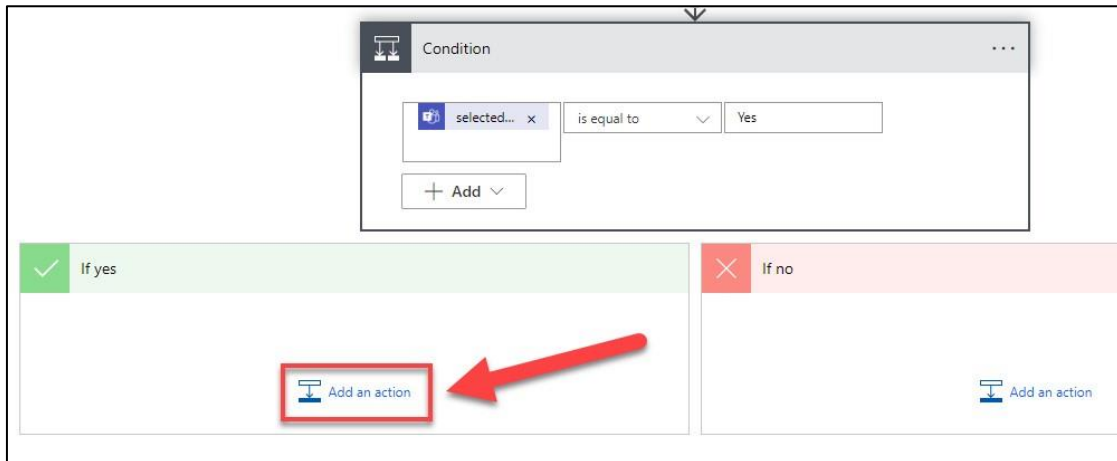 Condition
selected... x
is equal to
Yes
+ Add
If yes
If no
Add an action
Add an action